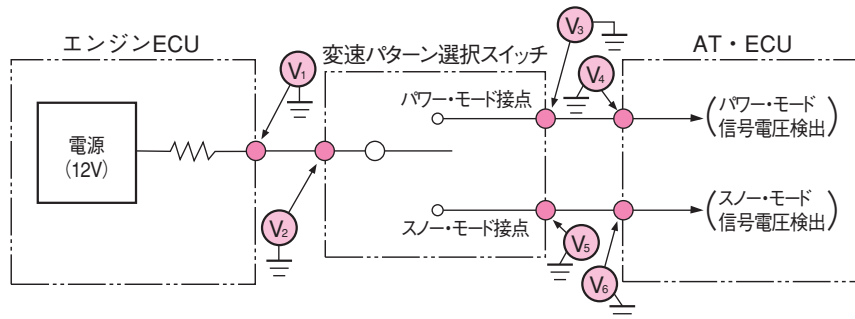 エンジンECU
変速パターン選択スイッチ
AT・ECU
V₃
V₁
V₄
パワー・モード接点
(パワー・モード
信号電圧検出)
電源
(12V)
V₂
スノー・モード接点
(スノー・モード
信号電圧検出)
V₅
V₆